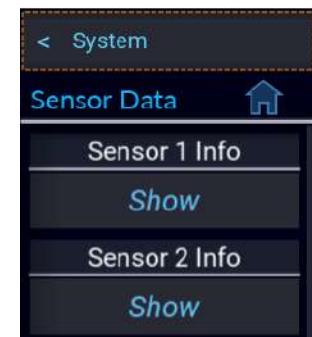 < System
Sensor Data
Sensor 1 Info
Show
Sensor 2 Info
Show